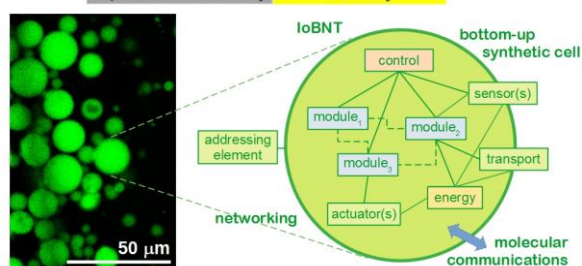 IoBNT
bottom-up
synthetic cell
control
sensor(s)
module₁
module₂
addressing
element
module₃
transport
energy
networking
actuator(s)
50 µm
molecular
communications